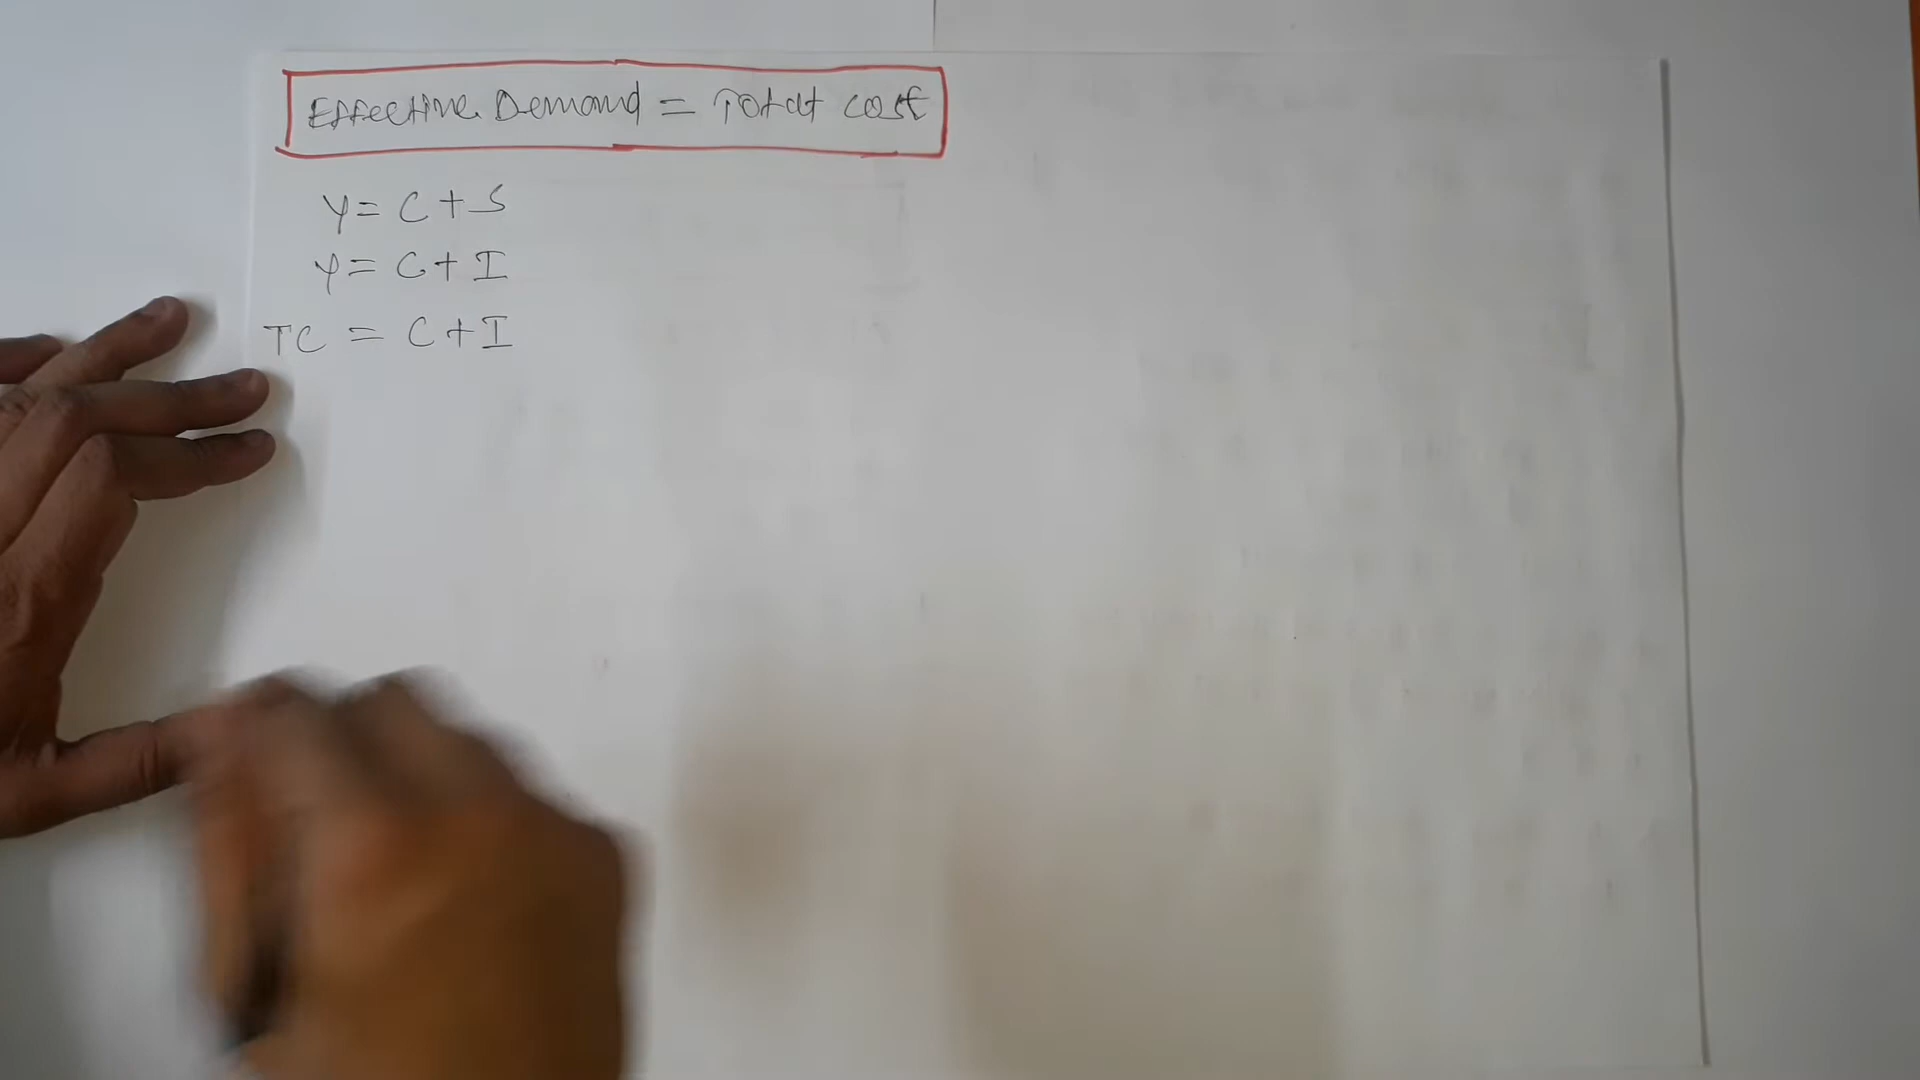 Effective Demand = Total cost
Y = C + S
Y = C + I
TC = C + I